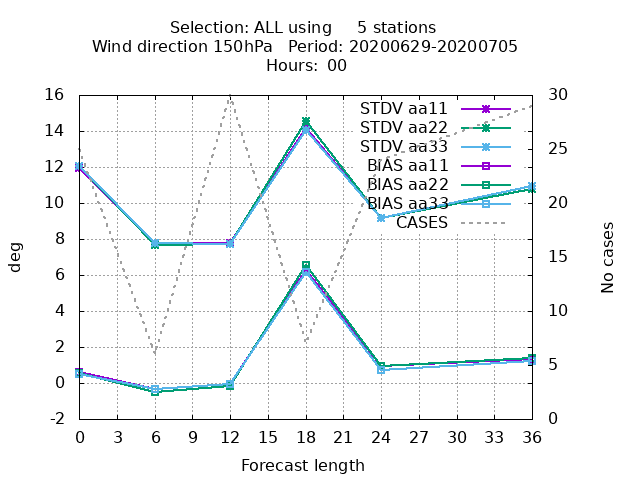 Selection: ALL using     5 stations
Wind direction 150hPa   Period: 20200629-20200705
Hours: 00
16
14
12
10
8
6
4
2
0
-2
30
25
20
15
10
5
0
STDV aa11
STDV aa22
STDV aa33
BIAS aa11
BIAS aa22
BIAS aa33
CASES
deg
No cases
0 3 6 9 12 15 18 21 24 27 30 33 36
Forecast length